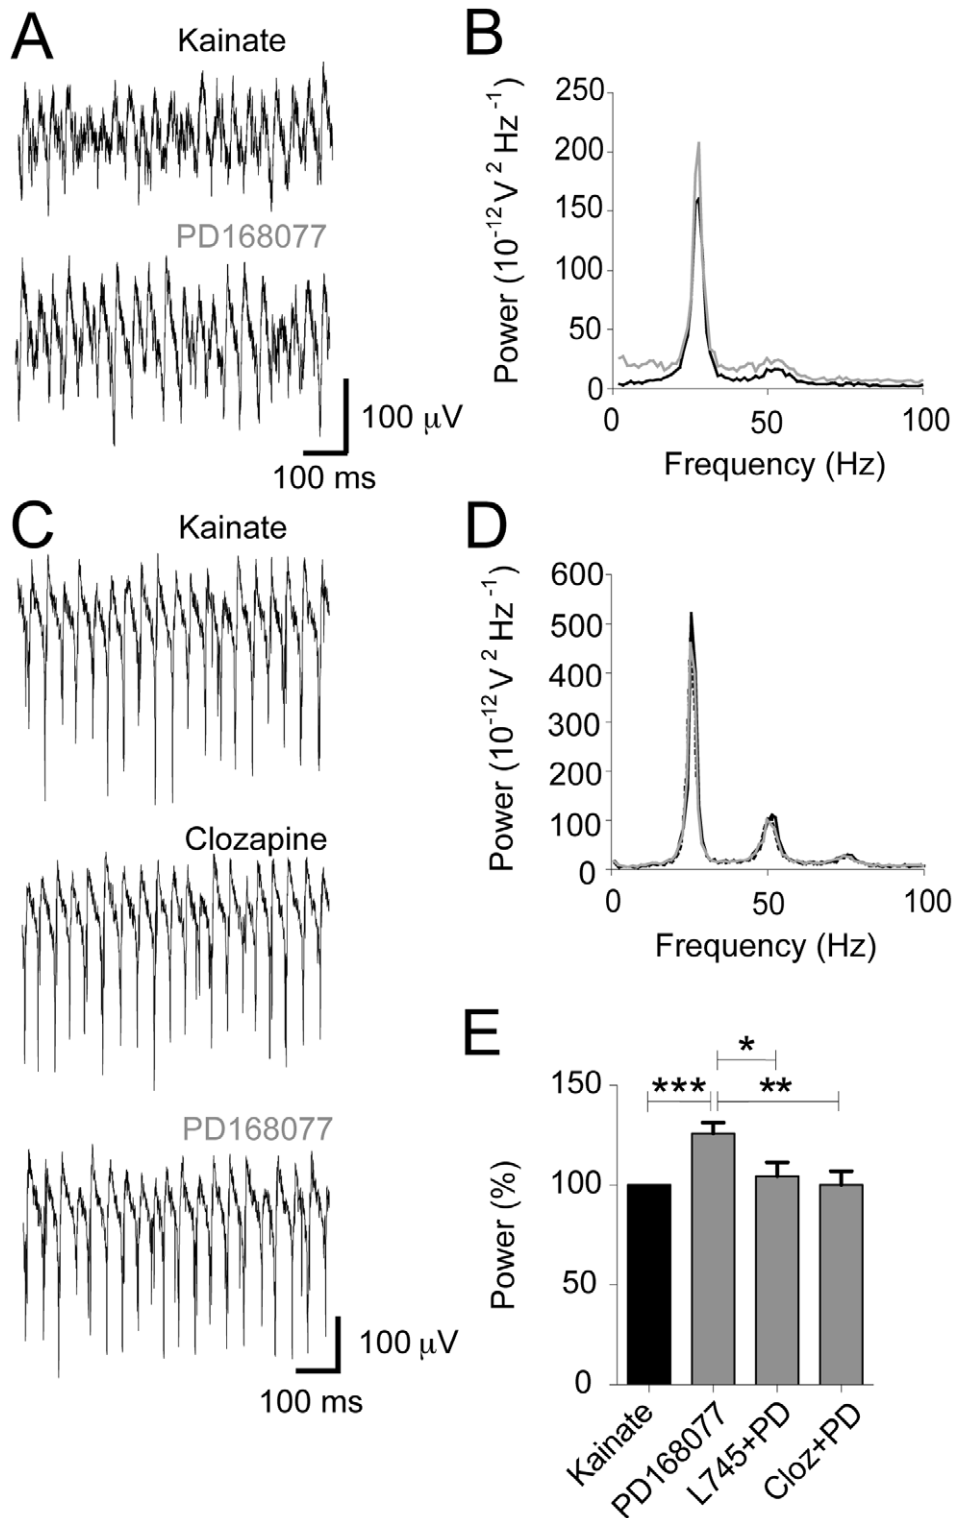 A
Kainate
PD168077
100 μV
100 ms
B
Power (10-12 V 2 Hz -1)
250
200
150
100
50
0
0 50 100
Frequency (Hz)
C
Kainate
Clozapine
PD168077
100 μV
100 ms
D
Power (10-12 V 2 Hz -1)
600
500
400
300
200
100
0
0 50 100
Frequency (Hz)
E
*
*** **
Power (%)
150
100
50
0
Kainate
PD168077
L745+PD
Cloz+PD